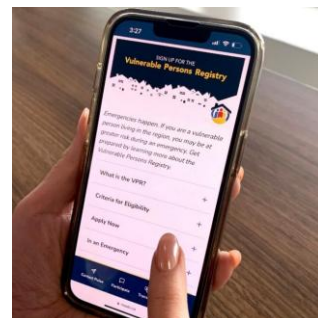 3:27
SIGN UP FOR THE
Vulnerable Persons Registry
Emergencies happen. If you are a vulnerable
person living in the region, you may be at
greater risk during an emergency. Get
prepared by learning more about the
Vulnerable Persons Registry.
What is the VPR?
+
Criteria for Eligibility
+
Apply Now
+
In an Emergency
Participate